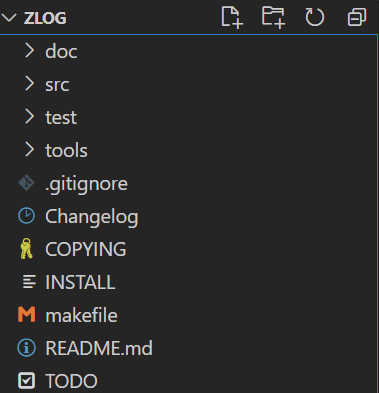 ZLOG
doc
src
test
tools
.gitignore
Changelog
COPYING
INSTALL
makefile
README.md
TODO